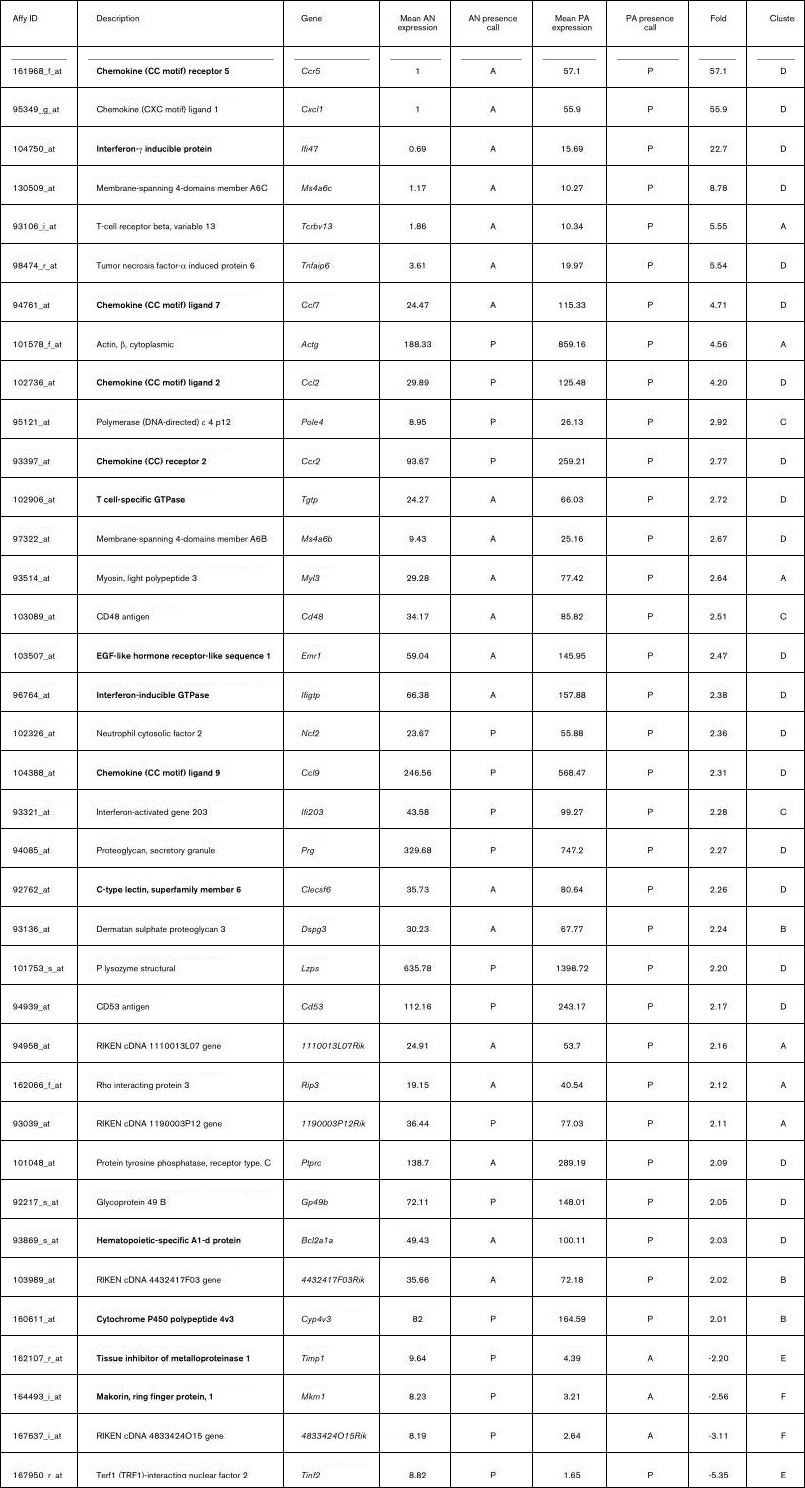 Affy ID Description Gene Mean AN expression AN presence call Mean PA expression PA presence call Fold Cluste
161968_f_at Chemokine (CC motif) receptor 5 Ccr5 1 A 57.1 P 57.1 D
95349_g_at Chemokine (CXC motif) ligand 1 Cxcl1 1 A 55.9 P 55.9 D
104750_at Interferon-γ inducible protein Ifi47 0.69 A 15.69 P 22.7 D
130509_at Membrane-spanning 4-domains member A6C Ms4a6c 1.17 A 10.27 P 8.78 D
93106_i_at T-cell receptor beta, variable 13 Tcrbv13 1.86 A 10.34 P 5.55 A
98474_r_at Tumor necrosis factor-α induced protein 6 Tnfaip6 3.61 A 19.97 P 5.54 D
94761_at Chemokine (CC motif) ligand 7 Ccl7 24.47 A 115.33 P 4.71 D
101578_f_at Actin, β, cytoplasmic Actg 188.33 P 859.16 P 4.56 A
102736_at Chemokine (CC motif) ligand 2 Ccl2 29.89 A 125.48 P 4.20 D
95121_at Polymerase (DNA-directed) ε 4 p12 Pole4 8.95 P 26.13 P 2.92 C
93397_at Chemokine (CC) receptor 2 Ccr2 93.67 P 259.21 P 2.77 D
102906_at T cell-specific GTPase Tgtp 24.27 A 66.03 P 2.72 D
97322_at Membrane-spanning 4-domains member A6B Ms4a6b 9.43 A 25.16 P 2.67 D
93514_at Myosin, light polypeptide 3 Myl3 29.28 A 77.42 P 2.64 A
103089_at CD48 antigen Cd48 34.17 A 85.82 P 2.51 C
103507_at EGF-like hormone receptor-like sequence 1 Emr1 59.04 A 145.95 P 2.47 D
96764_at Interferon-inducible GTPase Ifigtp 66.38 A 157.88 P 2.38 D
102326_at Neutrophil cytosolic factor 2 Ncf2 23.67 P 55.88 P 2.36 D
104388_at Chemokine (CC motif) ligand 9 Ccl9 246.56 P 568.47 P 2.31 D
93321_at Interferon-activated gene 203 Ifi203 43.58 P 99.27 P 2.28 C
94085_at Proteoglycan, secretory granule Prg 329.68 P 747.2 P 2.27 D
92762_at C-type lectin, superfamily member 6 Clecsf6 35.73 A 80.64 P 2.26 D
93136_at Dermatan sulphate proteoglycan 3 Dspg3 30.23 A 67.77 P 2.24 B
101753_s_at P lysozyme structural Lzps 635.78 P 1398.72 P 2.20 D
94939_at CD53 antigen Cd53 112.16 P 243.17 P 2.17 D
94958_at RIKEN cDNA 1110013L07 gene 1110013L07Rik 24.91 A 53.7 P 2.16 A
162066_f_at Rho interacting protein 3 Rip3 19.15 A 40.54 P 2.12 A
93039_at RIKEN cDNA 1190003P12 gene 1190003P12Rik 36.44 A 77.03 P 2.11 A
101048_at Protein tyrosine phosphatase, receptor type, C Ptprc 138.7 A 289.19 P 2.09 D
92217_s_at Glycoprotein 49 B Gp49b 72.11 P 148.01 P 2.05 D
93869_s_at Hematopoietic-specific A1-d protein Bcl2a1a 49.43 A 100.11 P 2.03 D
103989_at RIKEN cDNA 4432417F03 gene 4432417F03Rik 35.66 A 72.18 P 2.02 B
160611_at Cytochrome P450 polypeptide 4v3 Cyp4v3 82 P 164.59 P 2.01 B
162107_r_at Tissue inhibitor of metalloproteinase 1 Timp1 9.64 P 4.39 A -2.20 E
164493_i_at Makorin, ring finger protein, 1 Mkrn1 8.23 P 3.21 A -2.56 F
167637_i_at RIKEN cDNA 4833424O15 gene 4833424O15Rik 8.19 P 2.64 A -3.11 F
167950_r_at Terf1 (TRF1)-interacting nuclear factor 2 Tinf2 8.82 P 1.65 P -5.35 E